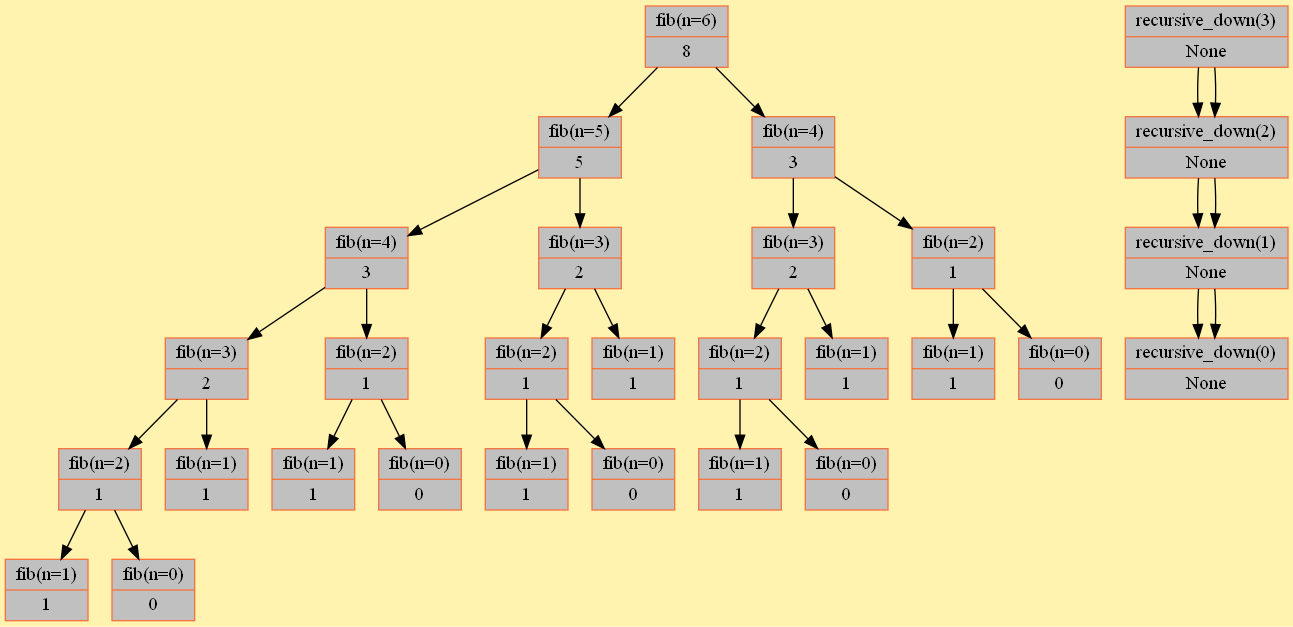 fib(n=6)
8
recursive_down(3)
None
fib(n=5)
5
fib(n=4)
3
recursive_down(2)
None
fib(n=4)
3
fib(n=3)
2
fib(n=3)
2
fib(n=2)
1
recursive_down(1)
None
fib(n=3)
2
fib(n=2)
1
fib(n=2)
1
fib(n=1)
1
fib(n=2)
1
fib(n=1)
1
fib(n=1)
1
fib(n=0)
0
recursive_down(0)
None
fib(n=2)
1
fib(n=1)
1
fib(n=1)
1
fib(n=0)
0
fib(n=1)
1
fib(n=0)
0
fib(n=1)
1
fib(n=0)
0
fib(n=1)
1
fib(n=0)
0